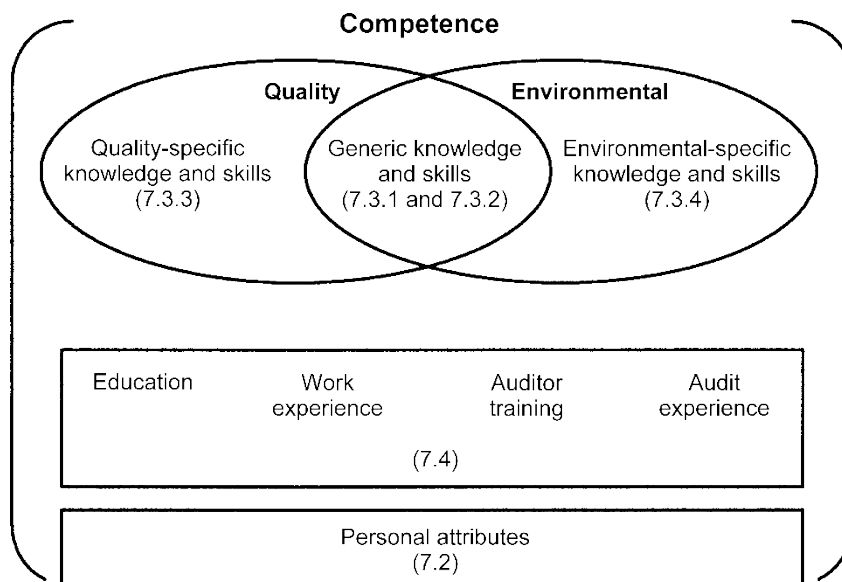 Competence
Quality
Environmental
Quality-specific
knowledge and skills
(7.3.3)
Generic knowledge
and skills
(7.3.1 and 7.3.2)
Environmental-specific
knowledge and skills
(7.3.4)
Education
Work
experience
Auditor
training
Audit
experience
(7.4)
Personal attributes
(7.2)